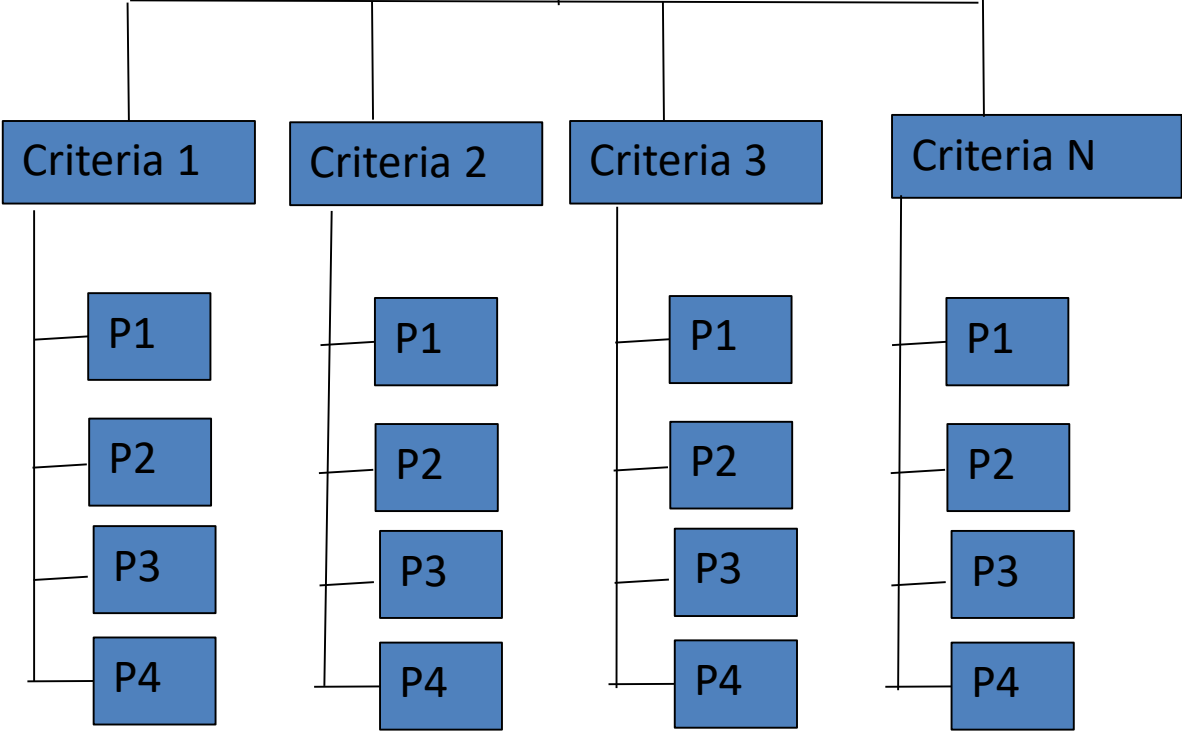 Criteria 1
Criteria 2
Criteria 3
Criteria N
P1
P1
P1
P1
P2
P2
P2
P2
P3
P3
P3
P3
P4
P4
P4
P4